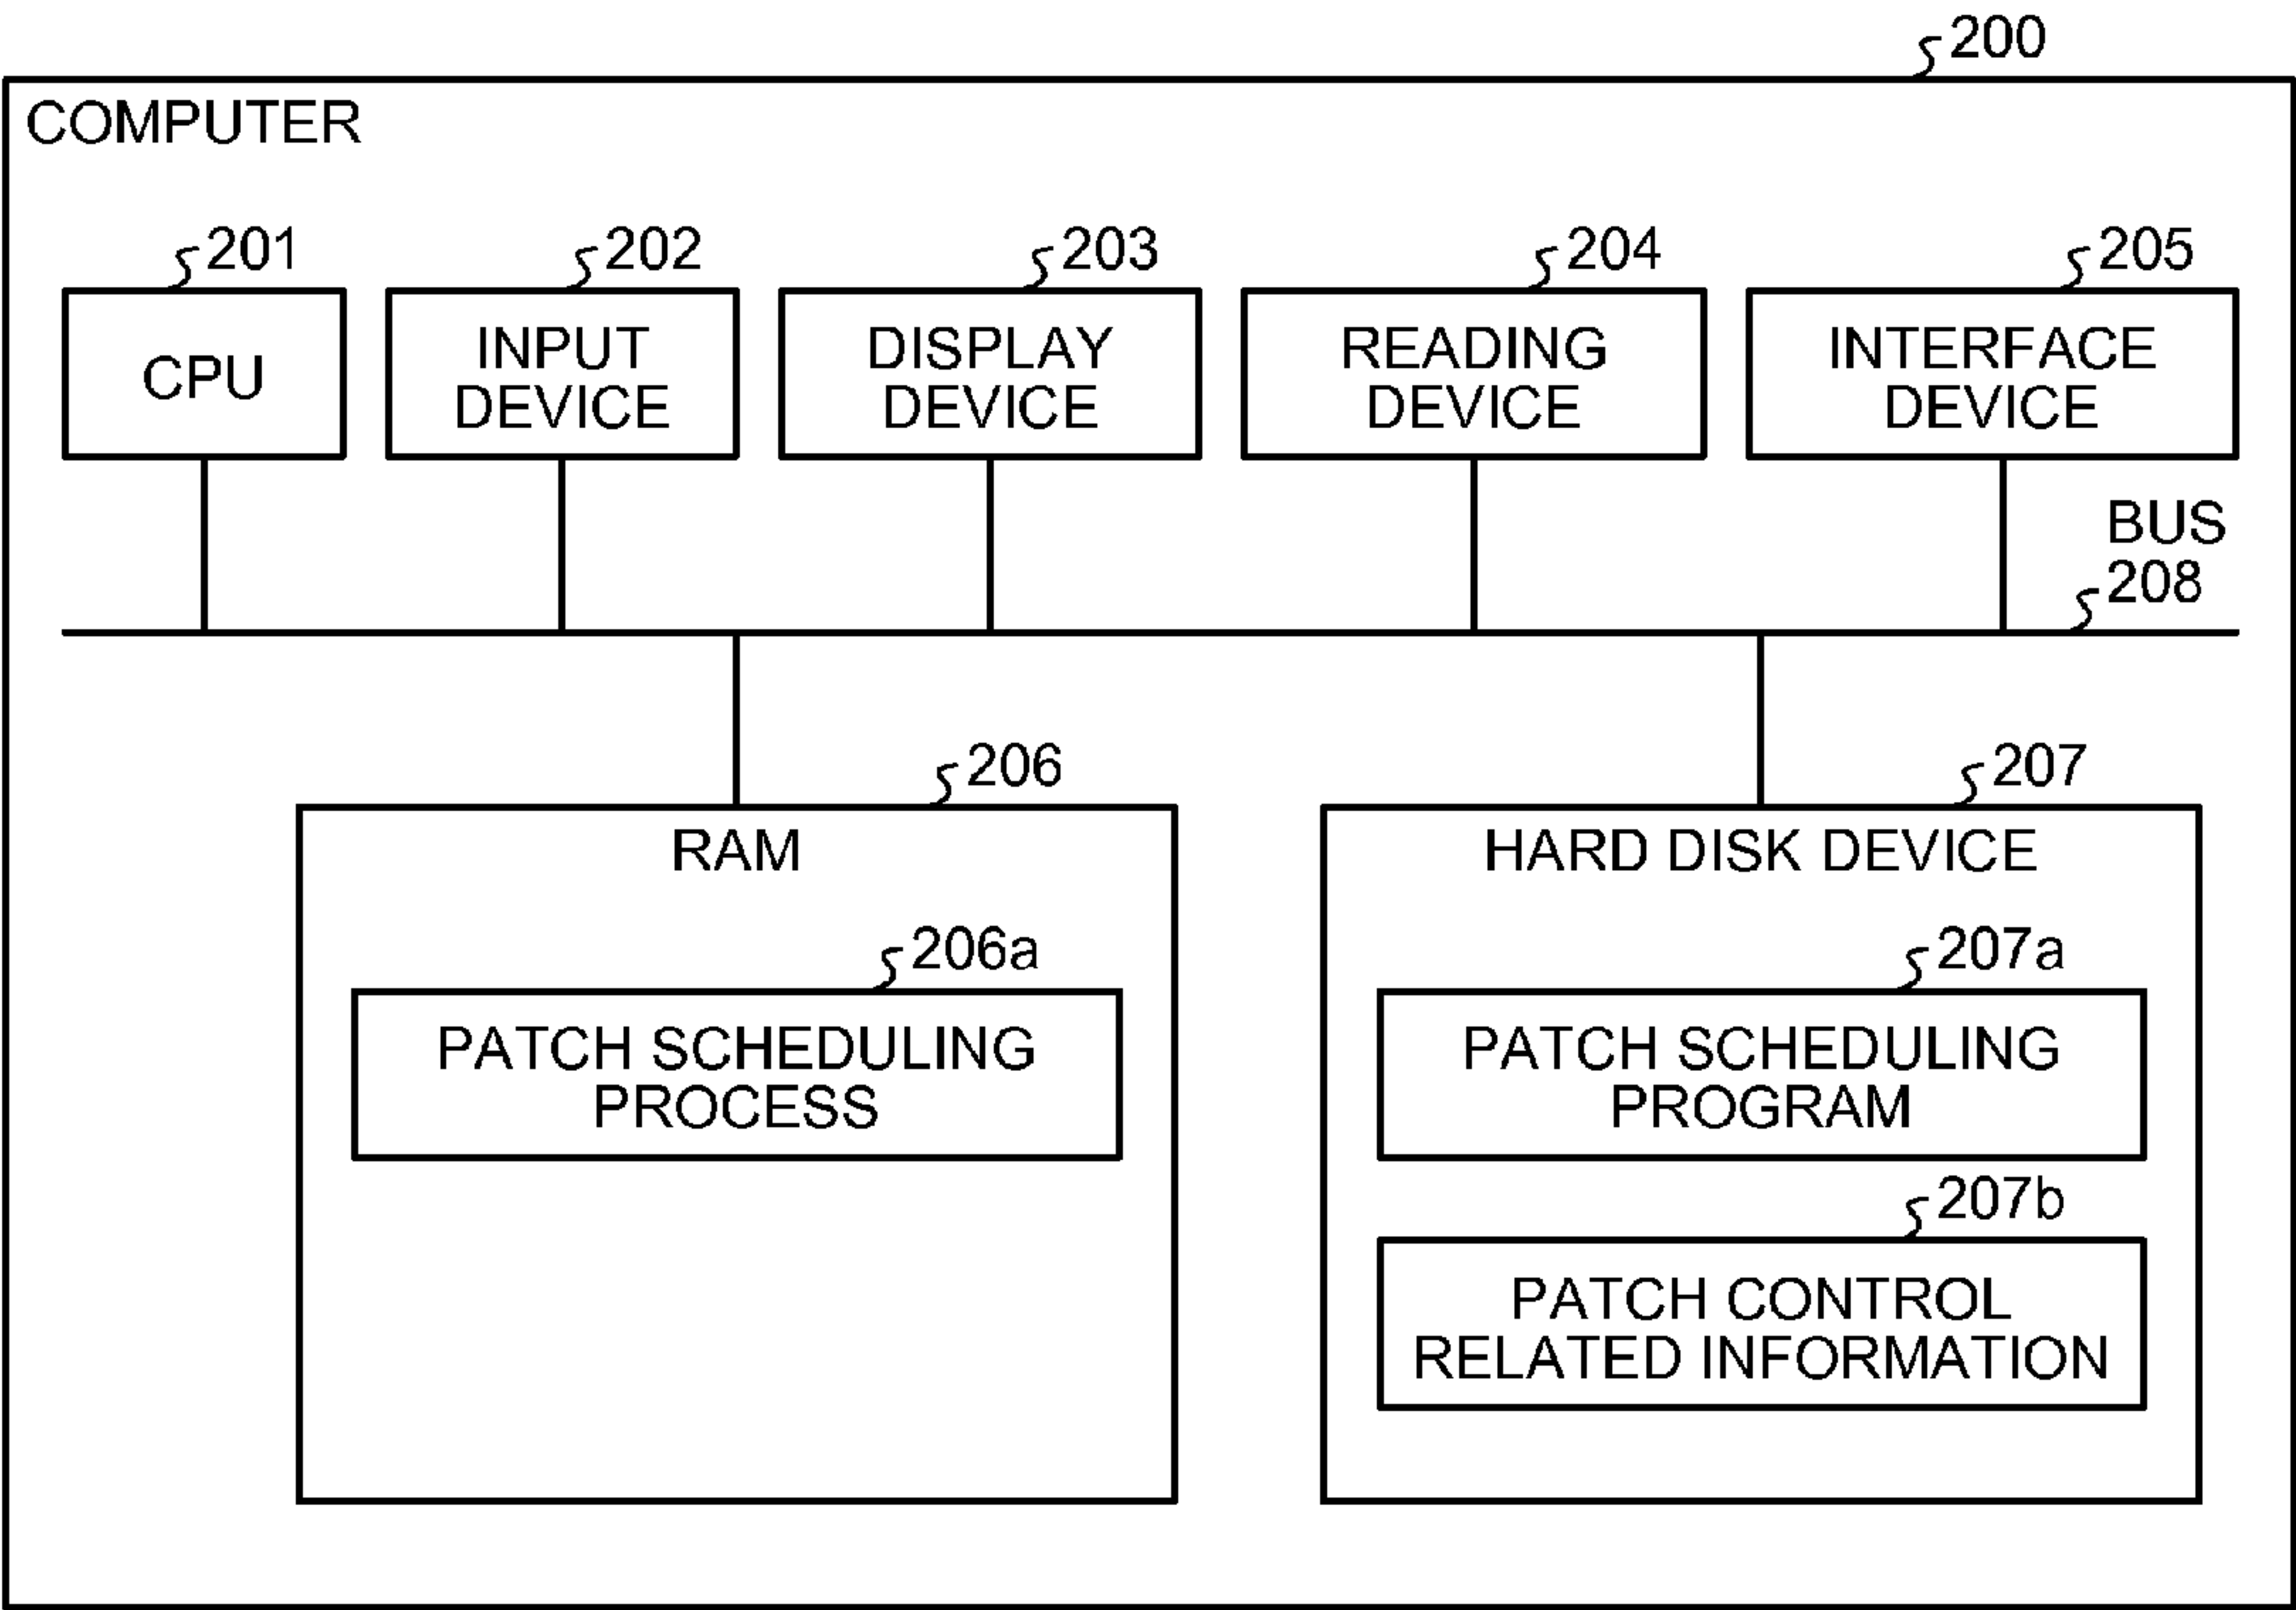 200
COMPUTER
201
202
203
204
205
CPU
INPUT
DEVICE
DISPLAY
DEVICE
READING
DEVICE
INTERFACE
DEVICE
BUS
208
206
207
RAM
HARD DISK DEVICE
206a
207a
PATCH SCHEDULING
PROCESS
PATCH SCHEDULING
PROGRAM
207b
PATCH CONTROL
RELATED INFORMATION